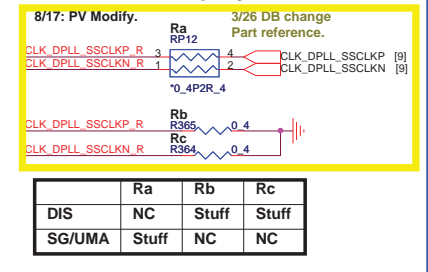 8/17: PV Modify. 3/26 DB change
Ra Part reference.
RP12
CLK_DPLL_SSCLKP_R 3 4 CLK_DPLL_SSCLKP [9]
CLK_DPLL_SSCLKN_R 1 2 CLK_DPLL_SSCLKN [9]
*0_4P2R_4
Rb
CLK_DPLL_SSCLKP_R R365 0_4
Rc
CLK_DPLL_SSCLKN_R R364 0_4
Ra Rb Rc
DIS NC Stuff Stuff
SG/UMA Stuff NC NC